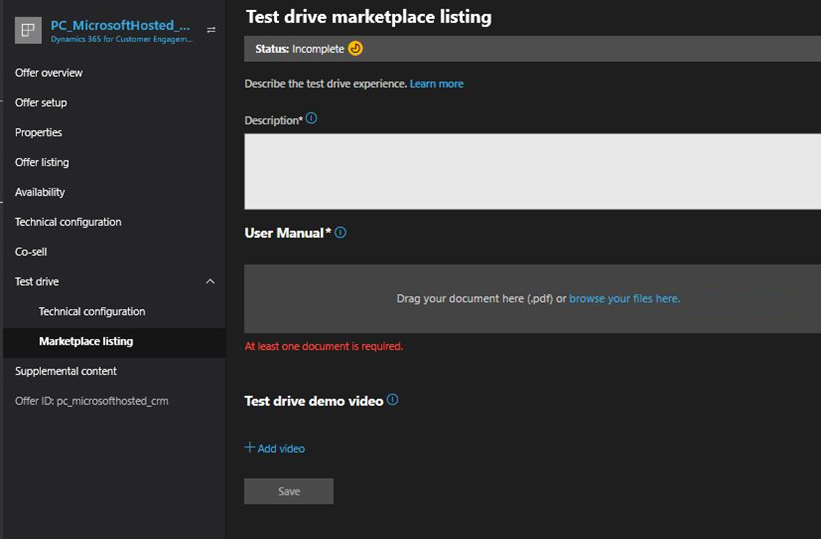 PC_MicrosoftHosted_...
Dynamics 365 for Customer Engagem...
Offer overview
Offer setup
Properties
Offer listing
Availability
Technical configuration
Co-sell
Test drive
Technical configuration
Marketplace listing
Supplemental content
Offer ID: pc_microsofthosted_crm
Test drive marketplace listing
Status: Incomplete
Describe the test drive experience. Learn more
Description*
User Manual*
Drag your document here (.pdf) or browse your files here.
At least one document is required.
Test drive demo video
+ Add video
Save